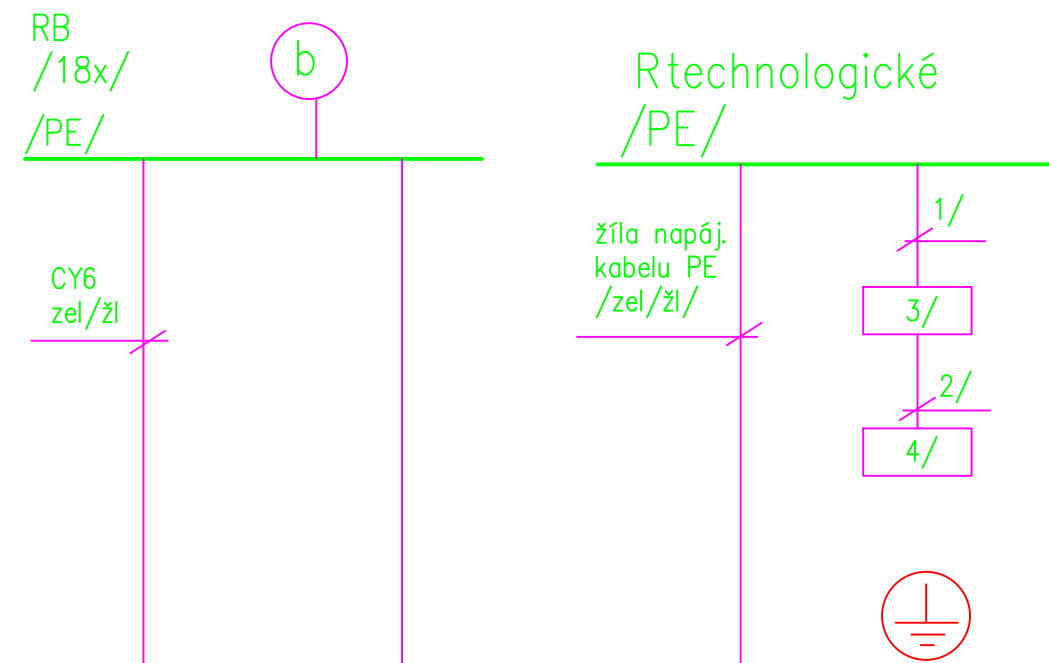 RB
/18x/
b
/PE/
CY6
zel/žl
Rtechnologické
/PE/
žíla napáj.
kabelu PE
/zel/žl/
1/
3/
2/
4/